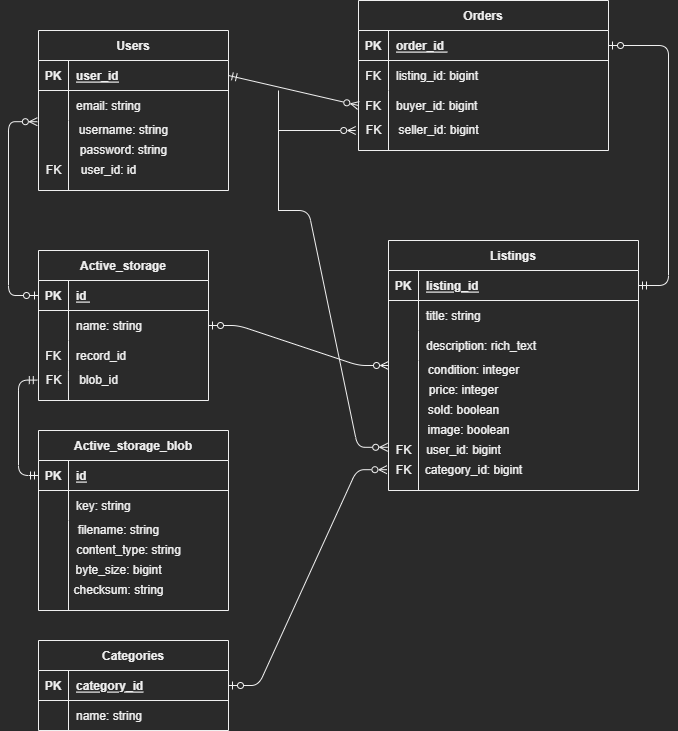 Users
PK user_id
email: string
username: string
password: string
FK user_id: id
Orders
PK order_id
FK listing_id: bigint
FK buyer_id: bigint
FK seller_id: bigint
Active_storage
PK id
name: string
FK record_id
FK blob_id
Listings
PK listing_id
title: string
description: rich_text
condition: integer
price: integer
sold: boolean
image: boolean
FK user_id: bigint
FK category_id: bigint
Active_storage_blob
PK id
key: string
filename: string
content_type: string
byte_size: bigint
checksum: string
Categories
PK category_id
name: string